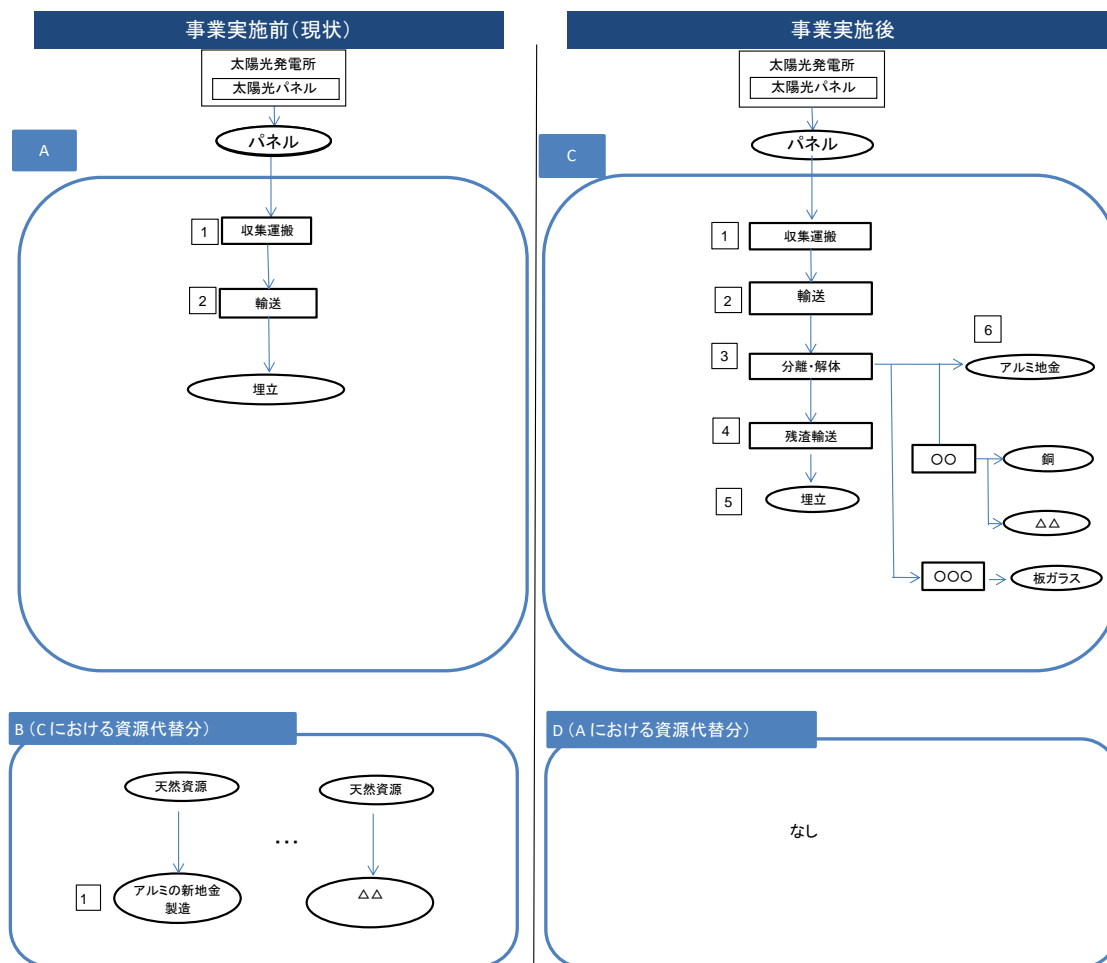 事業実施前（現状）
太陽光発電所
太陽光パネル
パネル
A
1
収集運搬
2
輸送
埋立
B（Cにおける資源代替分）
天然資源
天然資源
…
1
アルミの新地金
製造
△△
事業実施後
太陽光発電所
太陽光パネル
パネル
C
1
収集運搬
2
輸送
6
3
分離・解体
アルミ地金
4
残渣輸送
○○
銅
5
埋立
△△
○○○
板ガラス
D（Aにおける資源代替分）
なし